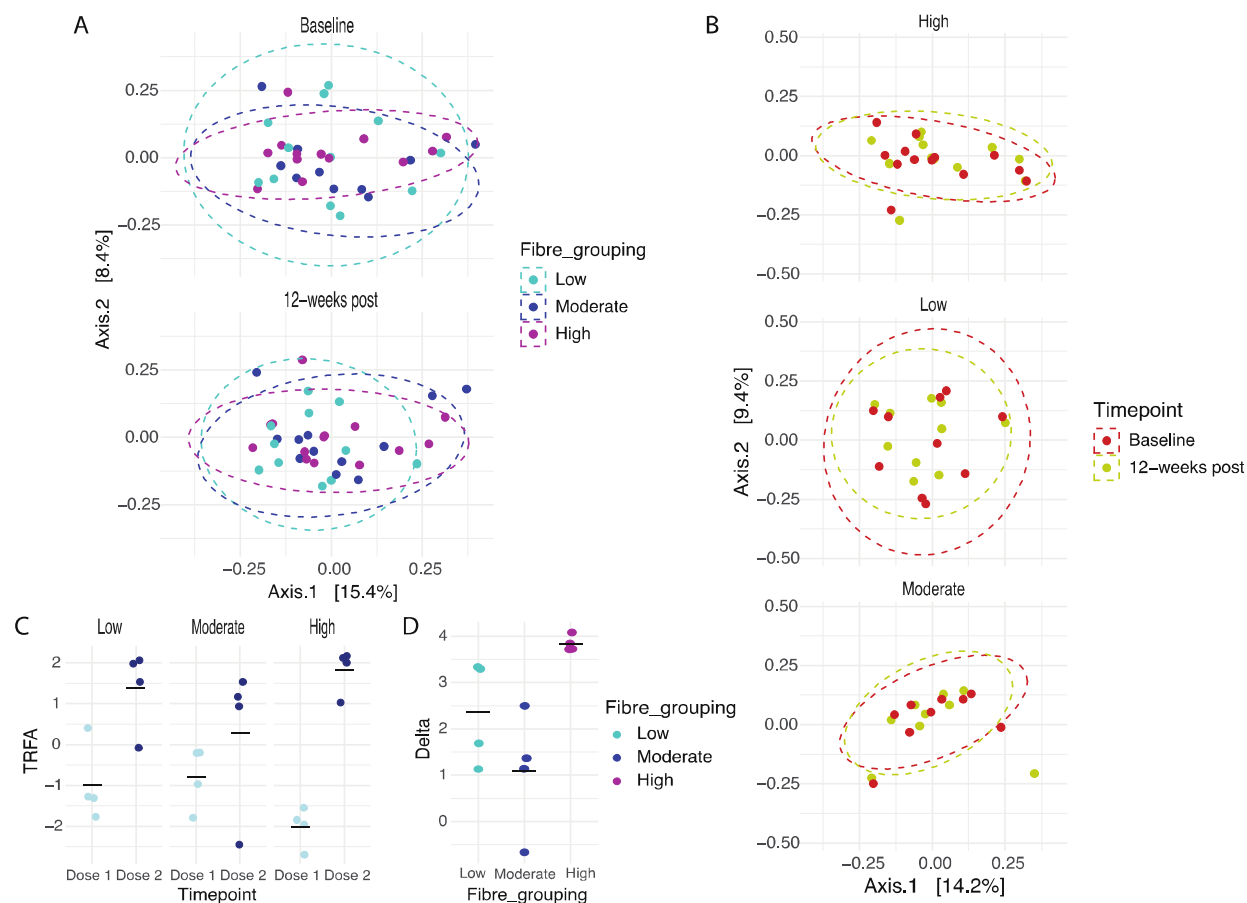 A
Baseline
0.25
0.00
−0.25
12−weeks post
0.25
0.00
−0.25
−0.25
0.00
0.25
Axis.2 [8.4%]
Axis.1 [15.4%]
Fibre_grouping
Low
Moderate
High
B
High
0.50
0.25
0.00
−0.25
−0.50
Low
0.50
0.25
0.00
−0.25
−0.50
Moderate
0.50
0.25
0.00
−0.25
−0.50
−0.25
0.00
0.25
Axis.2 [9.4%]
Axis.1 [14.2%]
Timepoint
Baseline
12−weeks post
C
Low
Moderate
High
2
1
0
−1
−2
TRFA
Dose 1 Dose 2 Dose 1 Dose 2 Dose 1 Dose 2
Timepoint
D
4
3
2
1
0
Delta
Low
Moderate
High
Fibre_grouping
Fibre_grouping
Low
Moderate
High